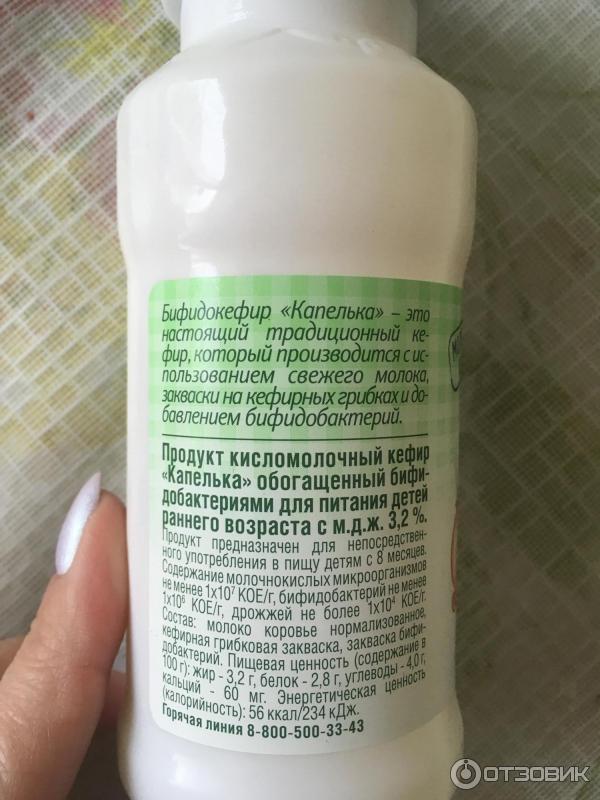 Бифидокефир «Капелька» – это
настоящий традиционный ке-
фир, который производится с ис-
пользованием свежего молока,
закваски на кефирных грибках и до-
бавлением бифидобактерий.
Продукт кисломолочный кефир
«Капелька» обогащенный бифи-
добактериями для питания детей
раннего возраста с м.д.ж. 3,2 %.
Продукт предназначен для непосредствен-
ного употребления в пищу детям с 8 месяцев.
Содержание молочнокислых микроорганизмов
не менее 1x10⁷ КОЕ/г, бифидобактерий не менее
1x10⁶ КОЕ/г, дрожжей не более 1x10⁴ КОЕ/г.
Состав: молоко коровье нормализованное,
кефирная грибковая закваска, закваска бифи-
добактерий. Пищевая ценность (содержание в
100 г): жир - 3,2 г, белок - 2,8 г, углеводы - 4,0 г,
кальций - 60 мг. Энергетическая ценность
(калорийность): 56 ккал/234 кДж.
Горячая линия 8-800-500-33-43
ОТЗОВИК